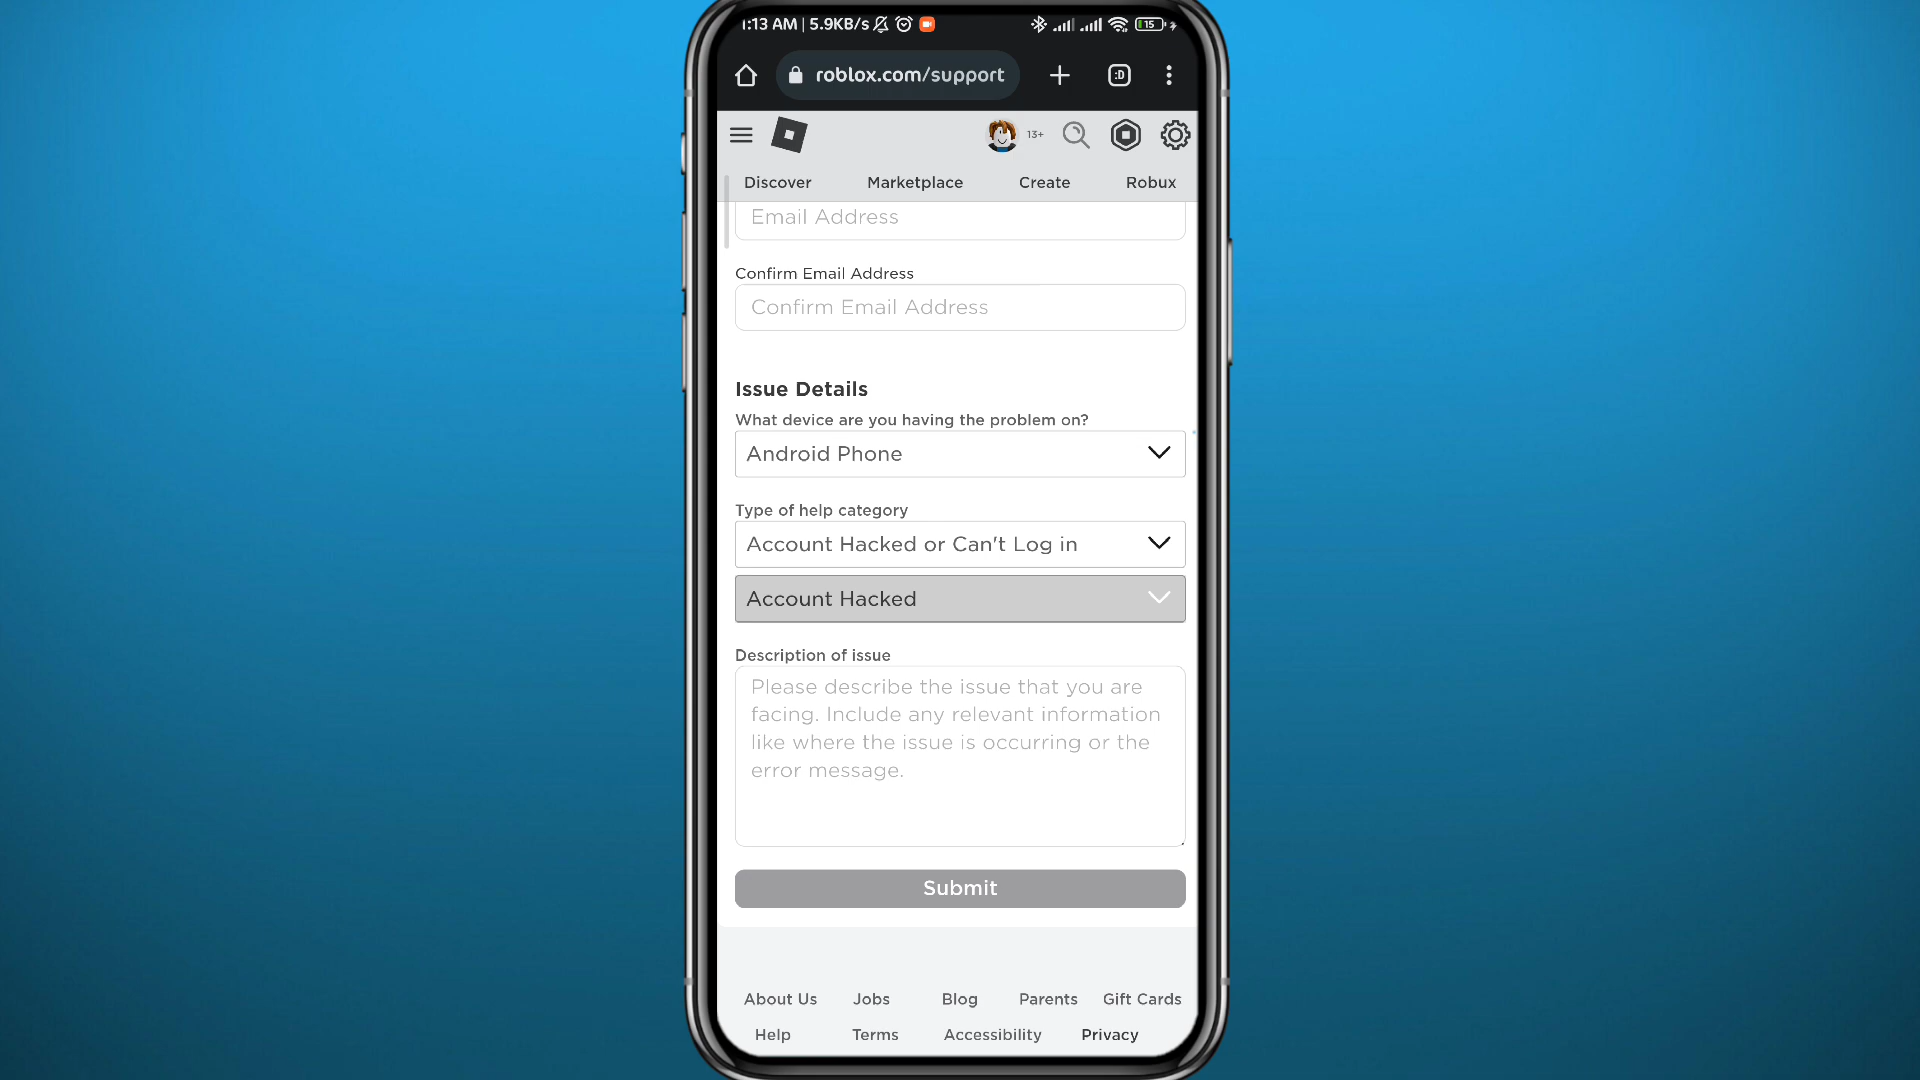 1:13 AM | 5.9KB/s 15
roblox.com/support :D
13+
Discover Marketplace Create Robux
Email Address
Confirm Email Address
Confirm Email Address
Issue Details
What device are you having the problem on?
Android Phone
Type of help category
Account Hacked or Can't Log in
Account Hacked
Description of issue
Please describe the issue that you are
facing. Include any relevant information
like where the issue is occurring or the
error message.
Submit
About Us Jobs Blog Parents Gift Cards
Help Terms Accessibility Privacy